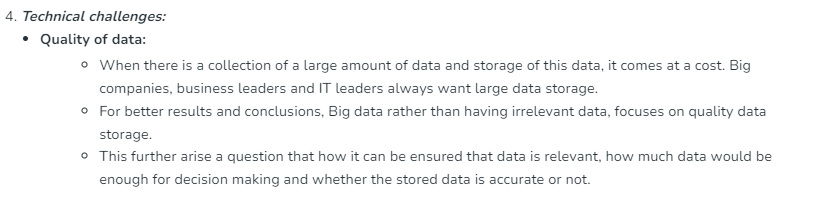 4. Technical challenges:
• Quality of data:
◦ When there is a collection of a large amount of data and storage of this data, it comes at a cost. Big
companies, business leaders and IT leaders always want large data storage.
◦ For better results and conclusions, Big data rather than having irrelevant data, focuses on quality data
storage.
◦ This further arise a question that how it can be ensured that data is relevant, how much data would be
enough for decision making and whether the stored data is accurate or not.